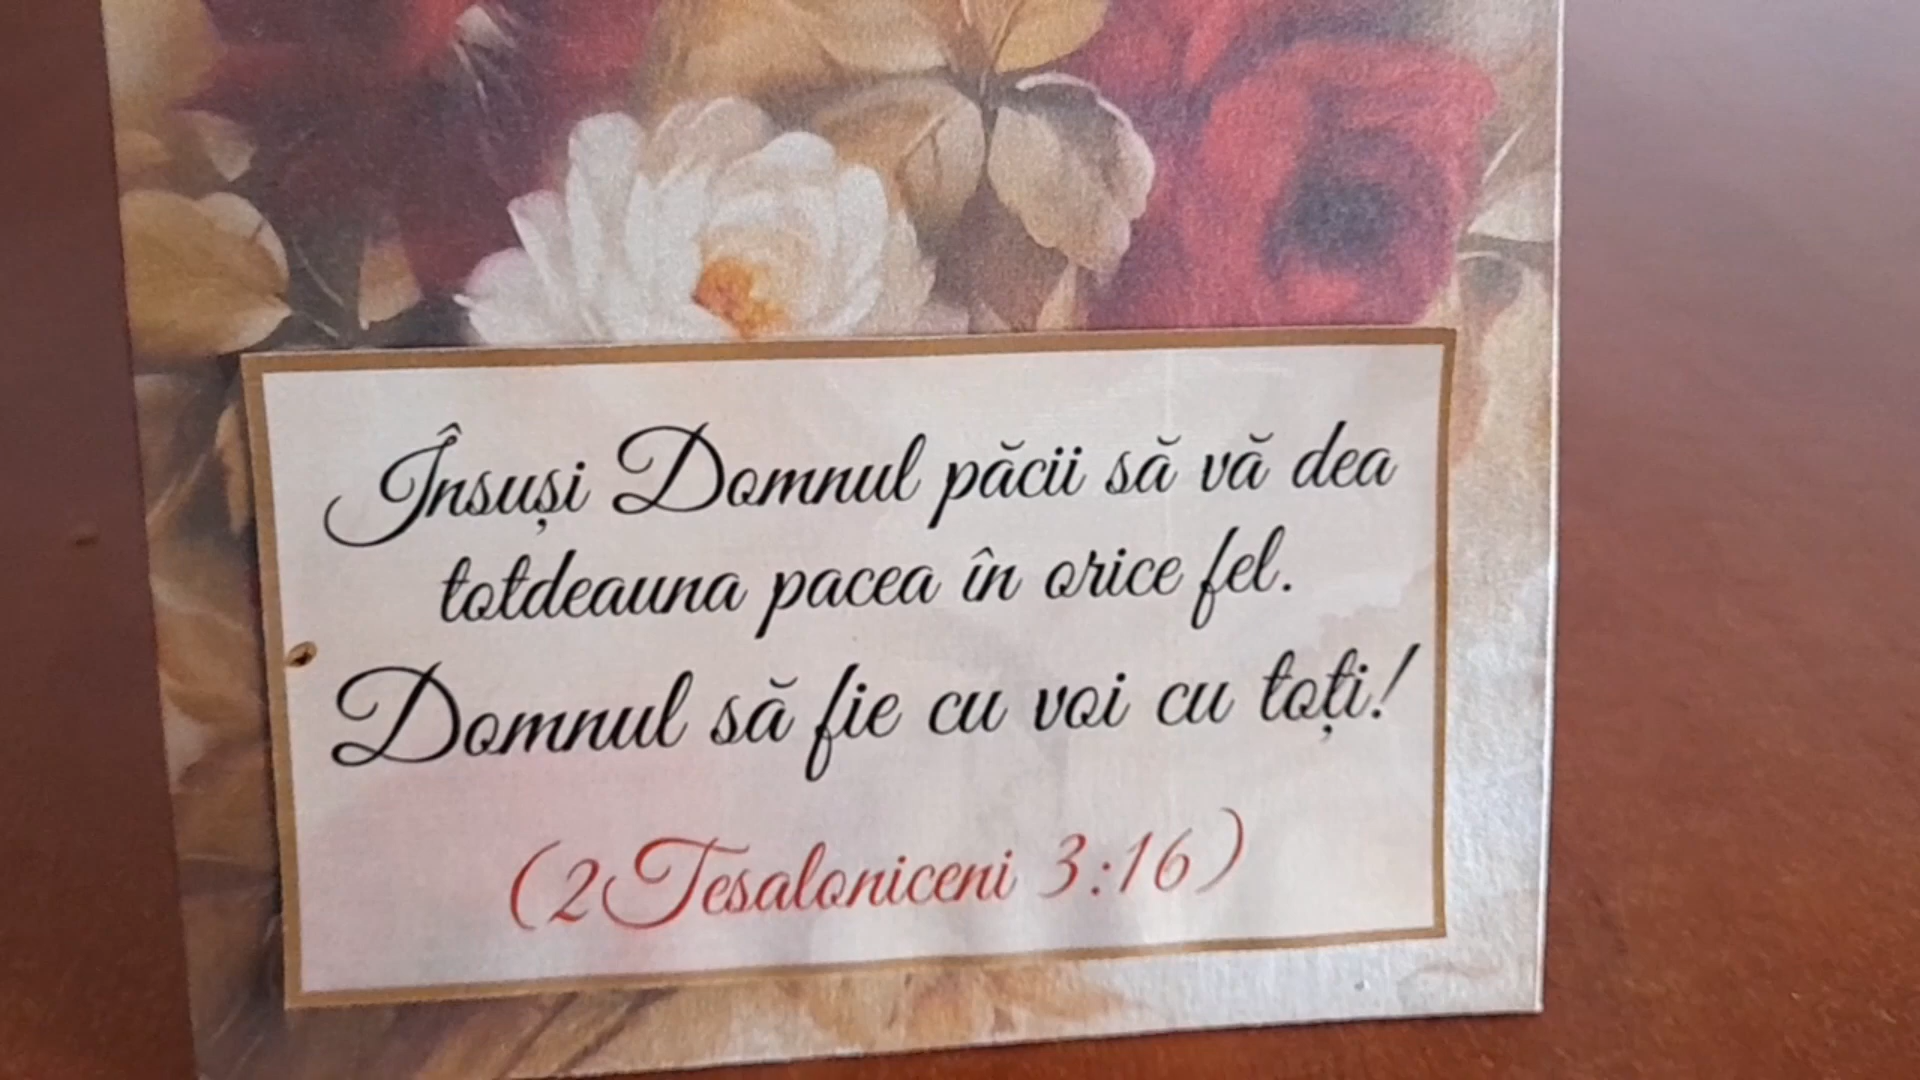 Însuși Domnul păcii să vă dea
totdeauna pacea în orice fel.
Domnul să fie cu voi cu toți!
(2Tesaloniceni 3:16)